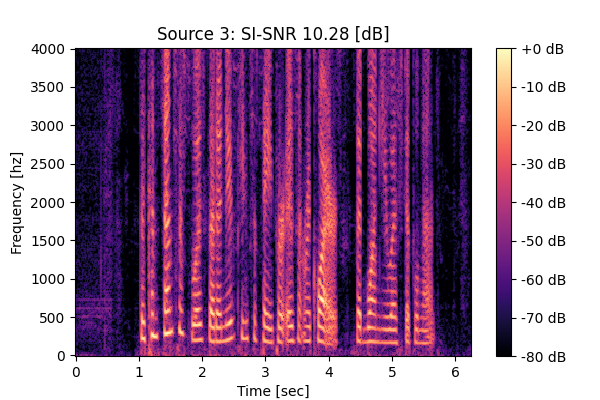 Source 3: SI-SNR 10.28 [dB]
4000
3500
3000
2500
2000
1500
1000
500
0
Frequency [hz]
0 1 2 3 4 5 6
Time [sec]
+0 dB
-10 dB
-20 dB
-30 dB
-40 dB
-50 dB
-60 dB
-70 dB
-80 dB